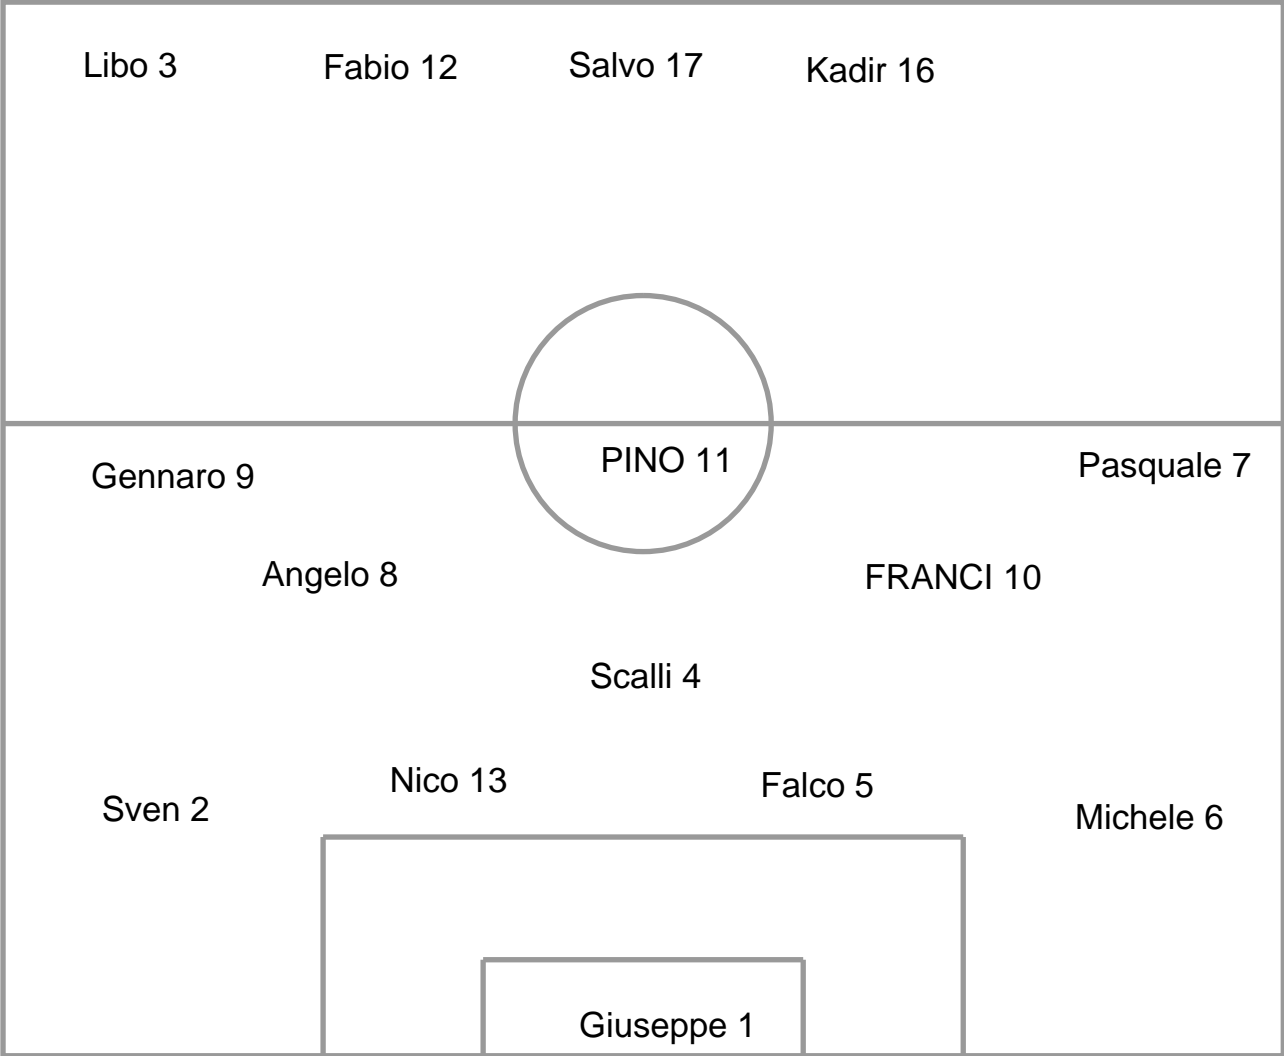 Libo 3
Fabio 12
Salvo 17
Kadir 16
Gennaro 9
PINO 11
Pasquale 7
Angelo 8
FRANCI 10
Scalli 4
Nico 13
Falco 5
Sven 2
Michele 6
Giuseppe 1